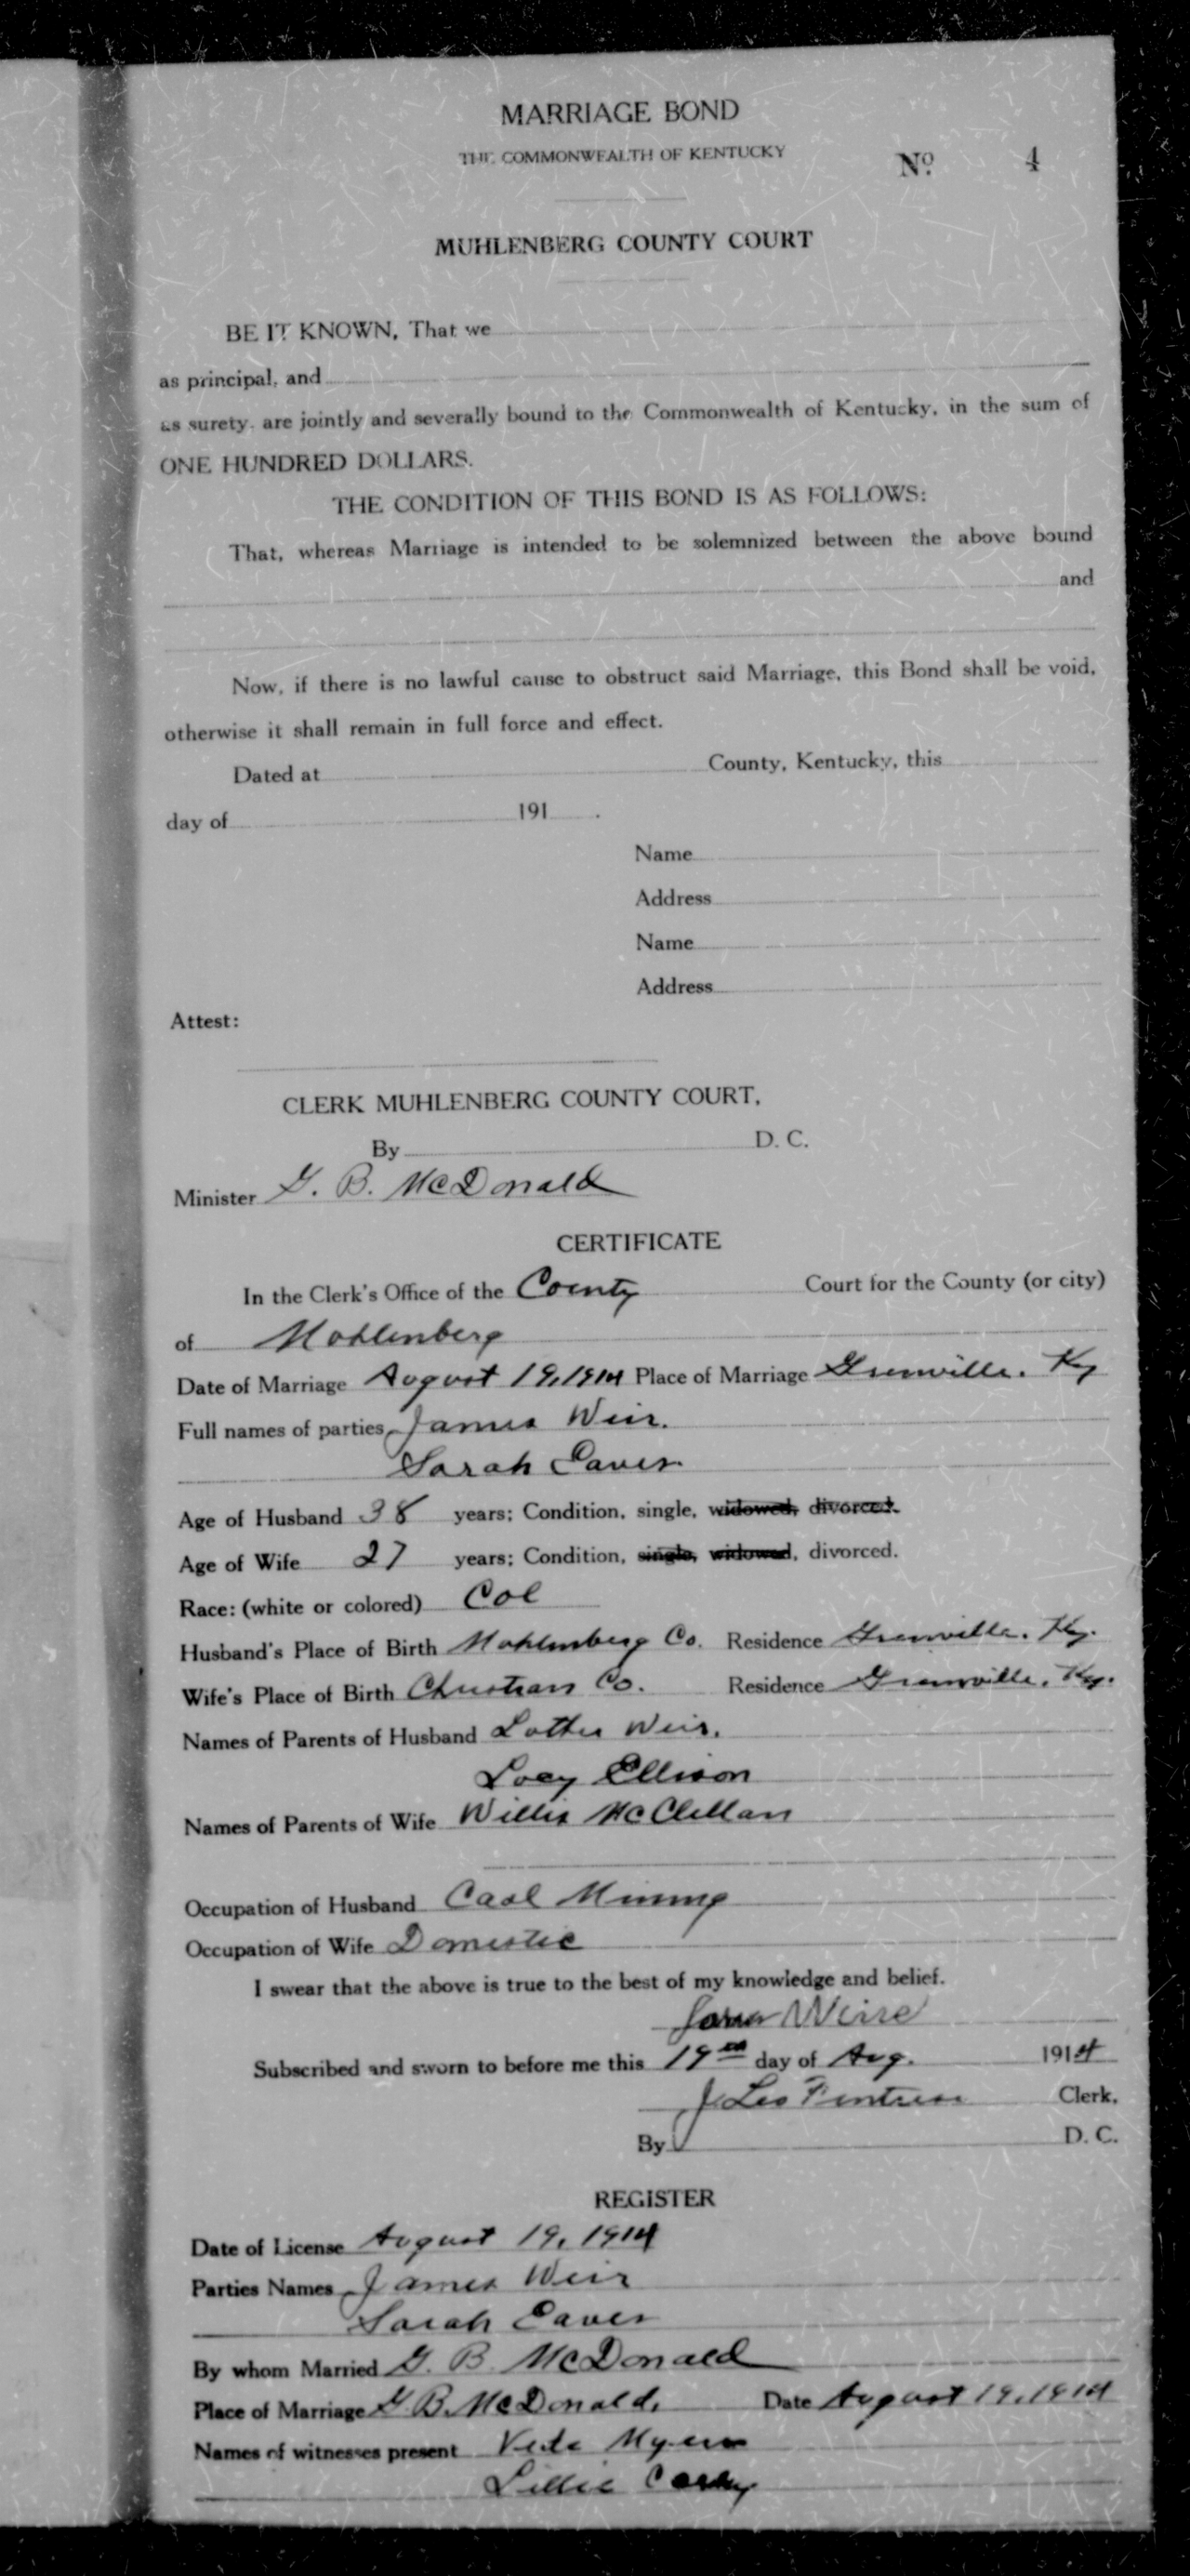 MARRIAGE BOND
THE COMMONWEALTH OF KENTUCKY
No. 4
MUHLENBERG COUNTY COURT
BE IT KNOWN, That we
as principal, and
as surety, are jointly and severally bound to the Commonwealth of Kentucky, in the sum of
ONE HUNDRED DOLLARS.
THE CONDITION OF THIS BOND IS AS FOLLOWS:
That, whereas Marriage is intended to be solemnized between the above bound
and
Now, if there is no lawful cause to obstruct said Marriage, this Bond shall be void,
otherwise it shall remain in full force and effect.
Dated at County, Kentucky, this
day of 191 .
Name
Address
Name
Address
Attest:
CLERK MUHLENBERG COUNTY COURT,
By D. C.
Minister G. B. McDonald
CERTIFICATE
In the Clerk's Office of the County Court for the County (or city)
of Mohlenberg
Date of Marriage August 19, 1914 Place of Marriage Greenville. Ky
Full names of parties James Weir.
Sarah Eaves
Age of Husband 38 years; Condition, single, widowed, divorced.
Age of Wife 27 years; Condition, single, widowed, divorced.
Race: (white or colored) Col
Husband's Place of Birth Mohlenberg Co. Residence Greenville. Ky.
Wife's Place of Birth Christian Co. Residence Greenville, Ky.
Names of Parents of Husband Luther Weir.
Lucy Ellison
Names of Parents of Wife Willis McClellan
Occupation of Husband Coal Mining
Occupation of Wife Domestic
I swear that the above is true to the best of my knowledge and belief.
James Weire
Subscribed and sworn to before me this 19th day of Aug. 1914
J Leo Fentress Clerk.
By D. C.
REGISTER
Date of License August 19, 1914
Parties Names James Weir
Sarah Eaves
By whom Married G. B. McDonald
Place of Marriage G. B. McDonald, Date August 19, 1914
Names of witnesses present Myers
Lillie